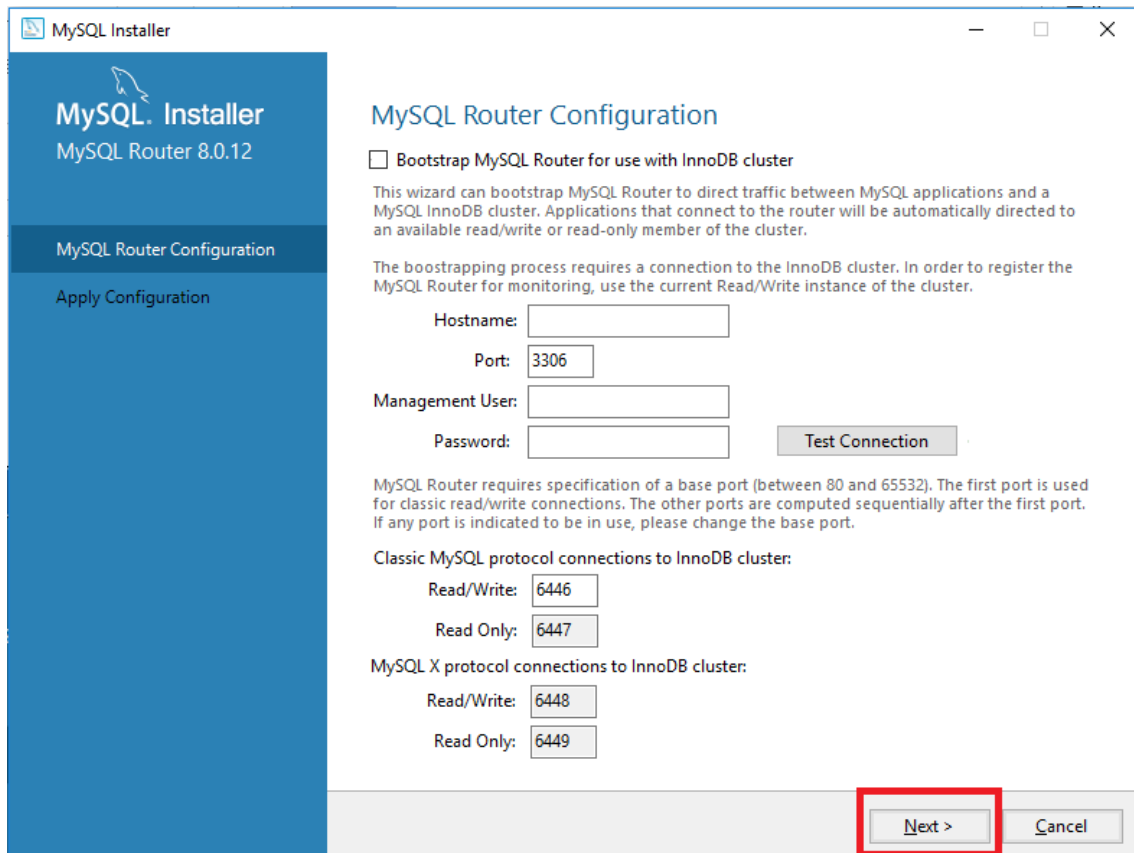 MySQL Installer
MySQL. Installer
MySQL Router 8.0.12
MySQL Router Configuration
Apply Configuration
MySQL Router Configuration
Bootstrap MySQL Router for use with InnoDB cluster
This wizard can bootstrap MySQL Router to direct traffic between MySQL applications and a
MySQL InnoDB cluster. Applications that connect to the router will be automatically directed to
an available read/write or read-only member of the cluster.
The boostrapping process requires a connection to the InnoDB cluster. In order to register the
MySQL Router for monitoring, use the current Read/Write instance of the cluster.
Hostname:
Port: 3306
Management User:
Password: Test Connection
MySQL Router requires specification of a base port (between 80 and 65532). The first port is used
for classic read/write connections. The other ports are computed sequentially after the first port.
If any port is indicated to be in use, please change the base port.
Classic MySQL protocol connections to InnoDB cluster:
Read/Write: 6446
Read Only: 6447
MySQL X protocol connections to InnoDB cluster:
Read/Write: 6448
Read Only: 6449
Next > Cancel